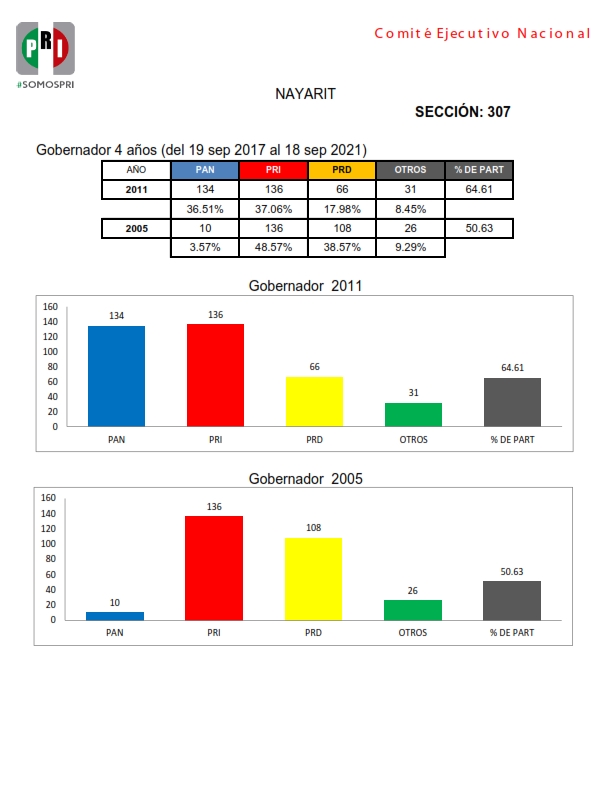 Comité Ejecutivo Nacional
PRI
#SOMOSPRI
NAYARIT
SECCIÓN: 307
Gobernador 4 años (del 19 sep 2017 al 18 sep 2021)
AÑO PAN PRI PRD OTROS % DE PART
2011 134 136 66 31 64.61
36.51% 37.06% 17.98% 8.45%
2005 10 136 108 26 50.63
3.57% 48.57% 38.57% 9.29%
Gobernador 2011
160
140
120
100
80
60
40
20
0
134 136 66 31 64.61
PAN PRI PRD OTROS % DE PART
Gobernador 2005
160
140
120
100
80
60
40
20
0
10 136 108 26 50.63
PAN PRI PRD OTROS % DE PART